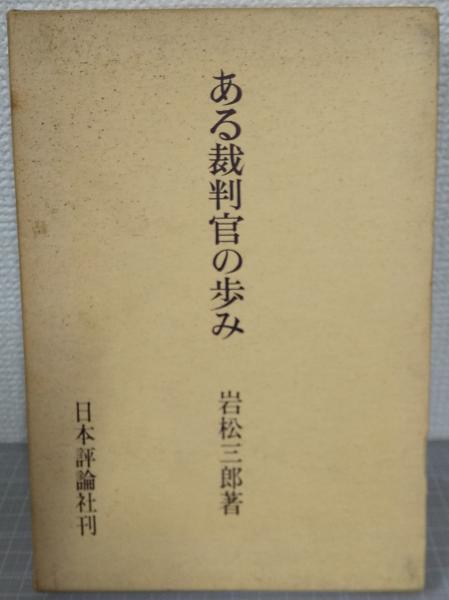 ある裁判官の歩み
岩松三郎著
日本評論社刊